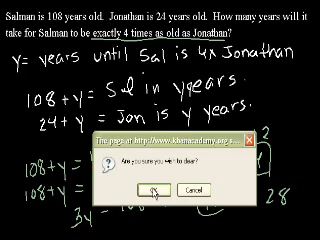 Salman is 108 years old. Jonathan is 24 years old. How many years will it
take for Salman to be exactly 4 times as old as Jonathan?
y= years until Sal is 4x Jonathan
108+y = Sal in y years.
24+y = Jon is y years.
The page at http://www.khanacademy.org s...
Are you sure you wish to clear?
OK Cancel
108+y =
108+y =
3y =
28